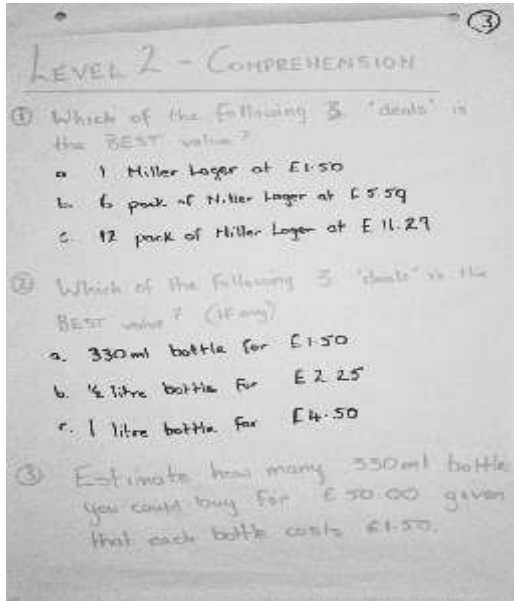 3
LEVEL 2 - COMPREHENSION
① Which of the following 3 'deals' is
the BEST value?
a. 1 Miller Lager at £1.50
b. 6 pack of Miller Lager at £5.59
c. 12 pack of Miller Lager at £11.29
② Which of the following 3 'deals' is the
BEST value? (if any)
a. 330ml bottle for £1.50
b. ½ litre bottle for £2.25
c. 1 litre bottle for £4.50
③ Estimate how many 330ml bottle
you could buy for £50.00 given
that each bottle costs £1.50.